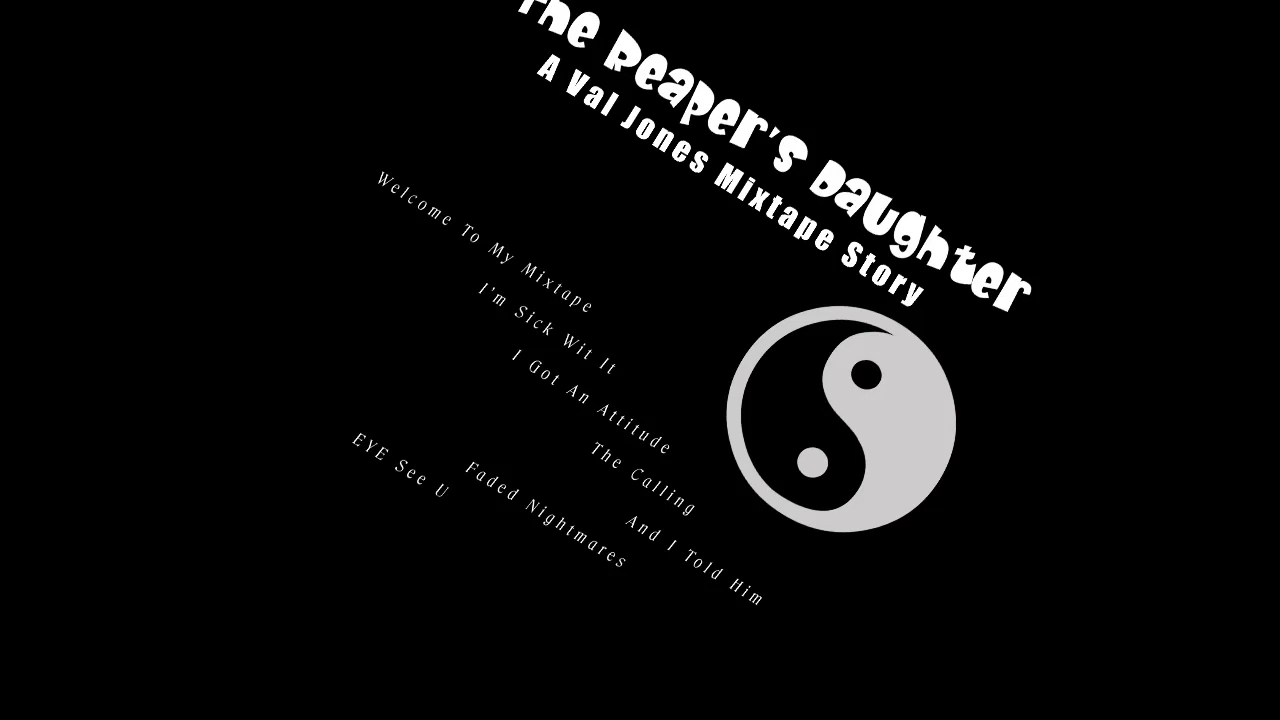 The Reaper's Daughter
A Val Jones Mixtape Story
Welcome To My Mixtape
I'm Sick Wit It
I Got An Attitude
The Calling
And I Told Him
Faded Nightmares
EYE See U